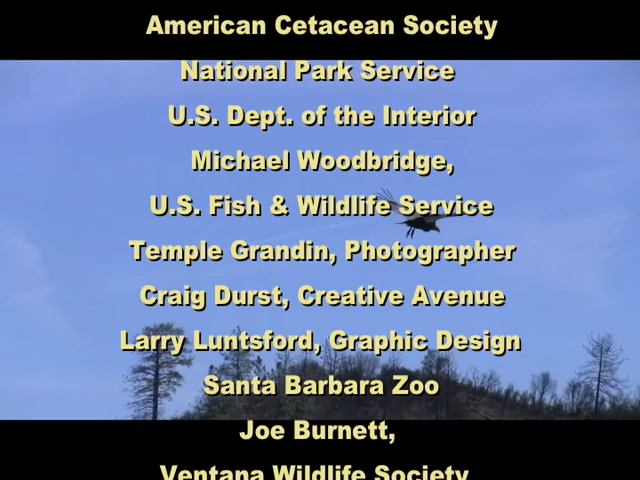 American Cetacean Society
National Park Service
U.S. Dept. of the Interior
Michael Woodbridge,
U.S. Fish & Wildlife Service
Temple Grandin, Photographer
Craig Durst, Creative Avenue
Larry Luntsford, Graphic Design
Santa Barbara Zoo
Joe Burnett,
Ventana Wildlife Society